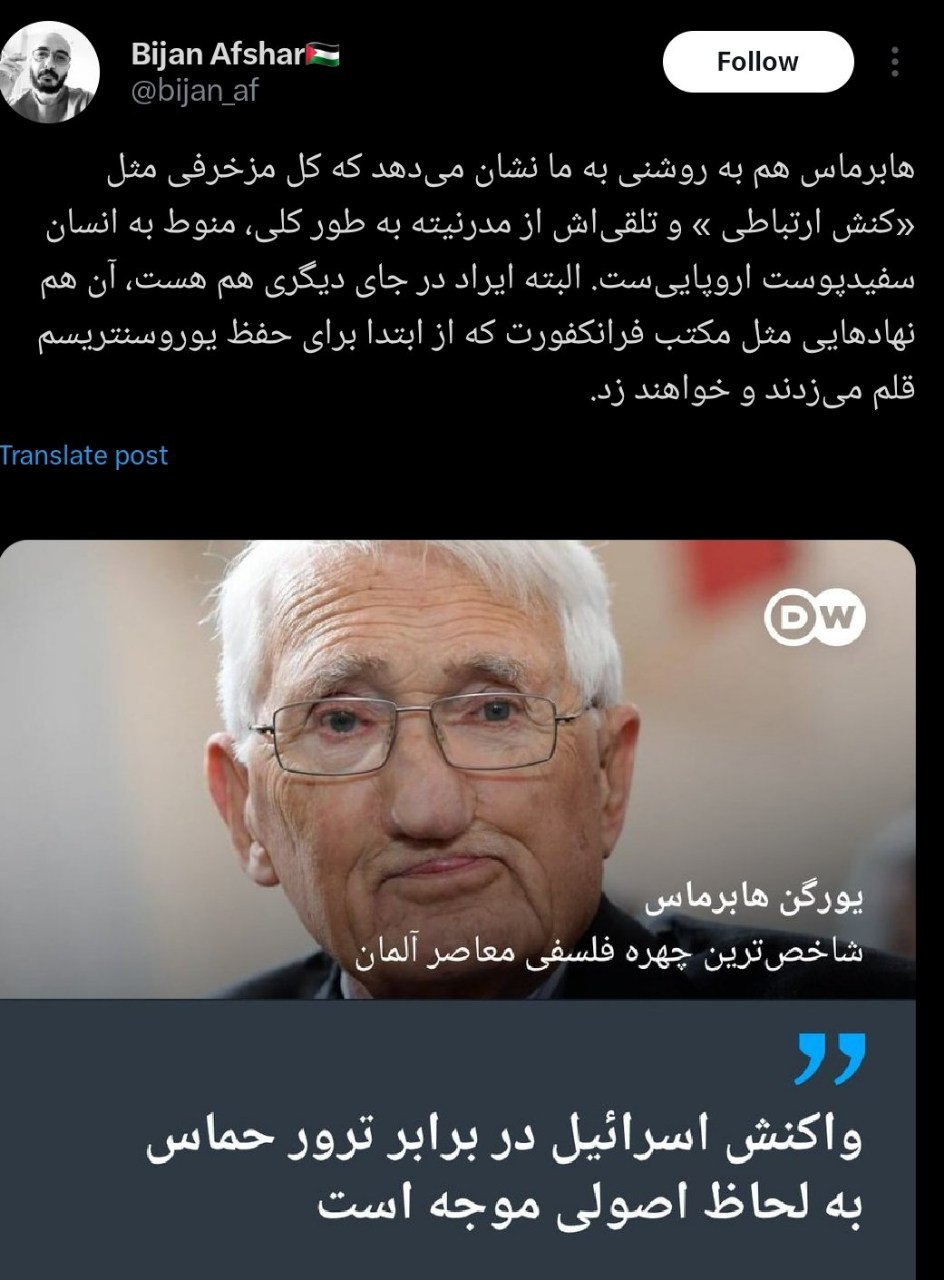 Bijan Afshar🇵🇸
@bijan_af
Follow
هابرماس هم به روشنی به ما نشان می‌دهد که کل مزخرفی مثل
«کنش ارتباطی » و تلقی‌اش از مدرنیته به طور کلی، منوط به انسان
سفیدپوست اروپایی‌ست. البته ایراد در جای دیگری هم هست، آن هم
نهادهایی مثل مکتب فرانکفورت که از ابتدا برای حفظ یوروسنتریسم
قلم می‌زدند و خواهند زد.
Translate post
DW
یورگن هابرماس
شاخص‌ترین چهره فلسفی معاصر آلمان
”
واکنش اسرائیل در برابر ترور حماس
به لحاظ اصولی موجه است